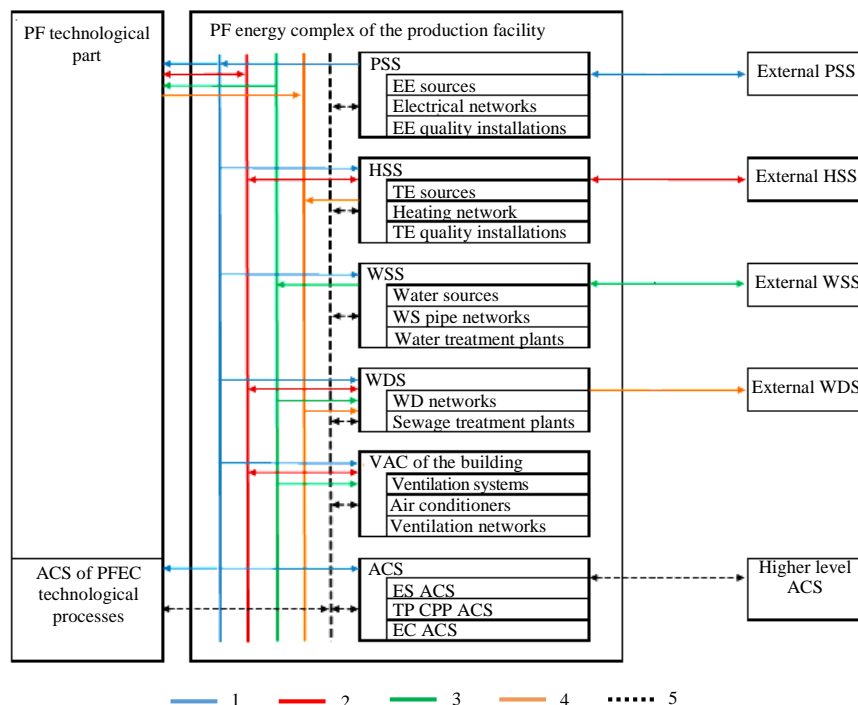 PF technological
part
PF energy complex of the production facility
PSS
EE sources
Electrical networks
EE quality installations
External PSS
HSS
TE sources
Heating network
TE quality installations
External HSS
WSS
Water sources
WS pipe networks
Water treatment plants
External WSS
WDS
WD networks
Sewage treatment plants
External WDS
VAC of the building
Ventilation systems
Air conditioners
Ventilation networks
ACS of PFEC
technological
processes
ACS
ES ACS
TP CPP ACS
EC ACS
Higher level
ACS
1 2 3 4 5